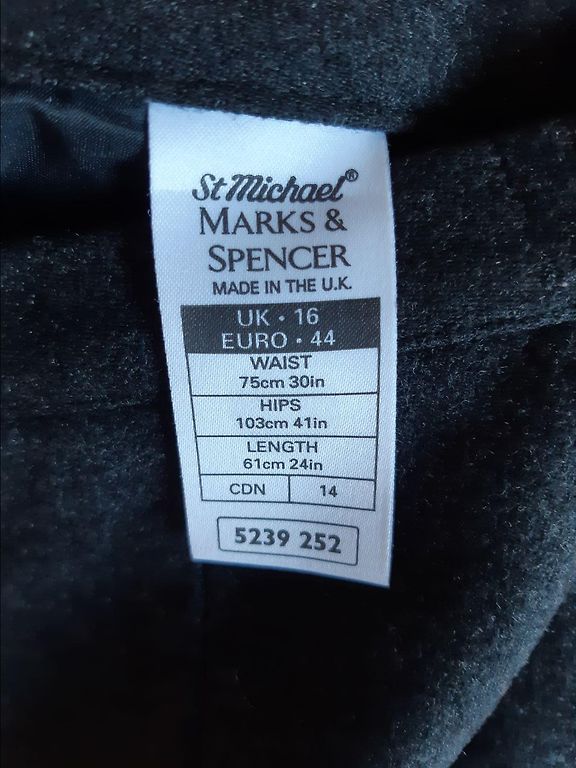 St Michael®
MARKS &
SPENCER
MADE IN THE U.K.
UK • 16
EURO • 44
WAIST
75cm 30in
HIPS
103cm 41in
LENGTH
61cm 24in
CDN 14
5239 252